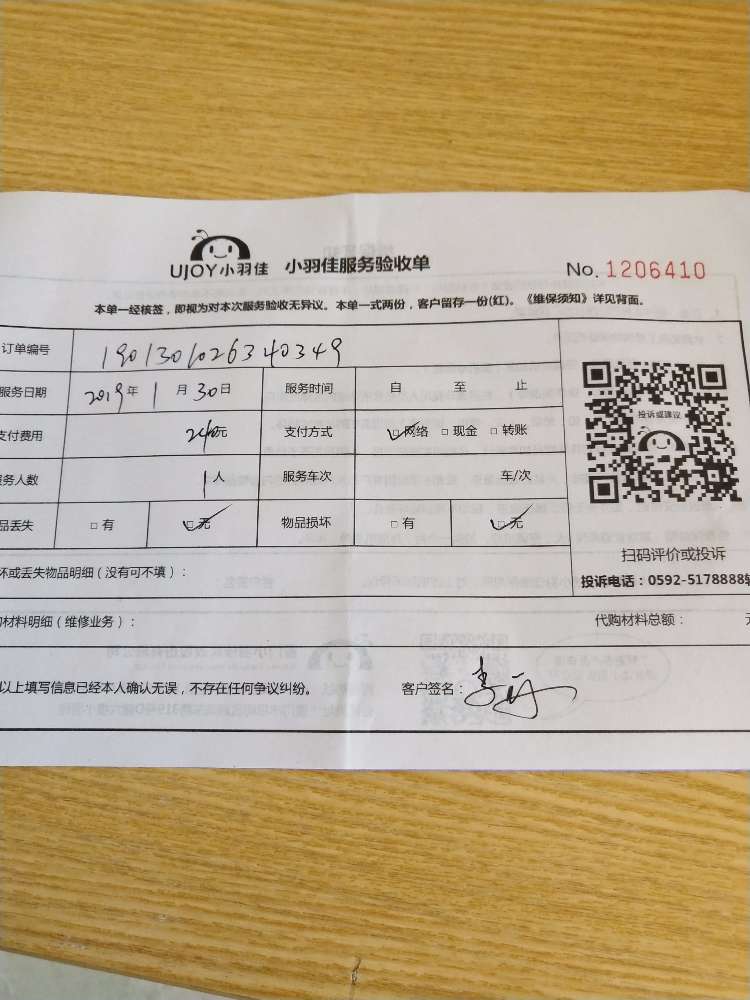 UJOY小羽佳 小羽佳服务验收单 No. 1206410
本单一经核签，即视为对本次服务验收无异议。本单一式两份，客户留存一份(红)。《维保须知》详见背面。
订单编号 1901301026340349
服务日期 2019年 1月 30日 服务时间 自 至 止
支付费用 240元 支付方式 ☑网络 □现金 □转账
务人数 1人 服务车次 车/次
品丢失 □有 ☑无 物品损坏 □有 ☑无
投诉或建议
扫码评价或投诉
投诉电话：0592-5178888转
坏或丢失物品明细（没有可不填）：
材料明细（维修业务）： 代购材料总额：
以上填写信息已经本人确认无误，不存在任何争议纠纷。 客户签名：